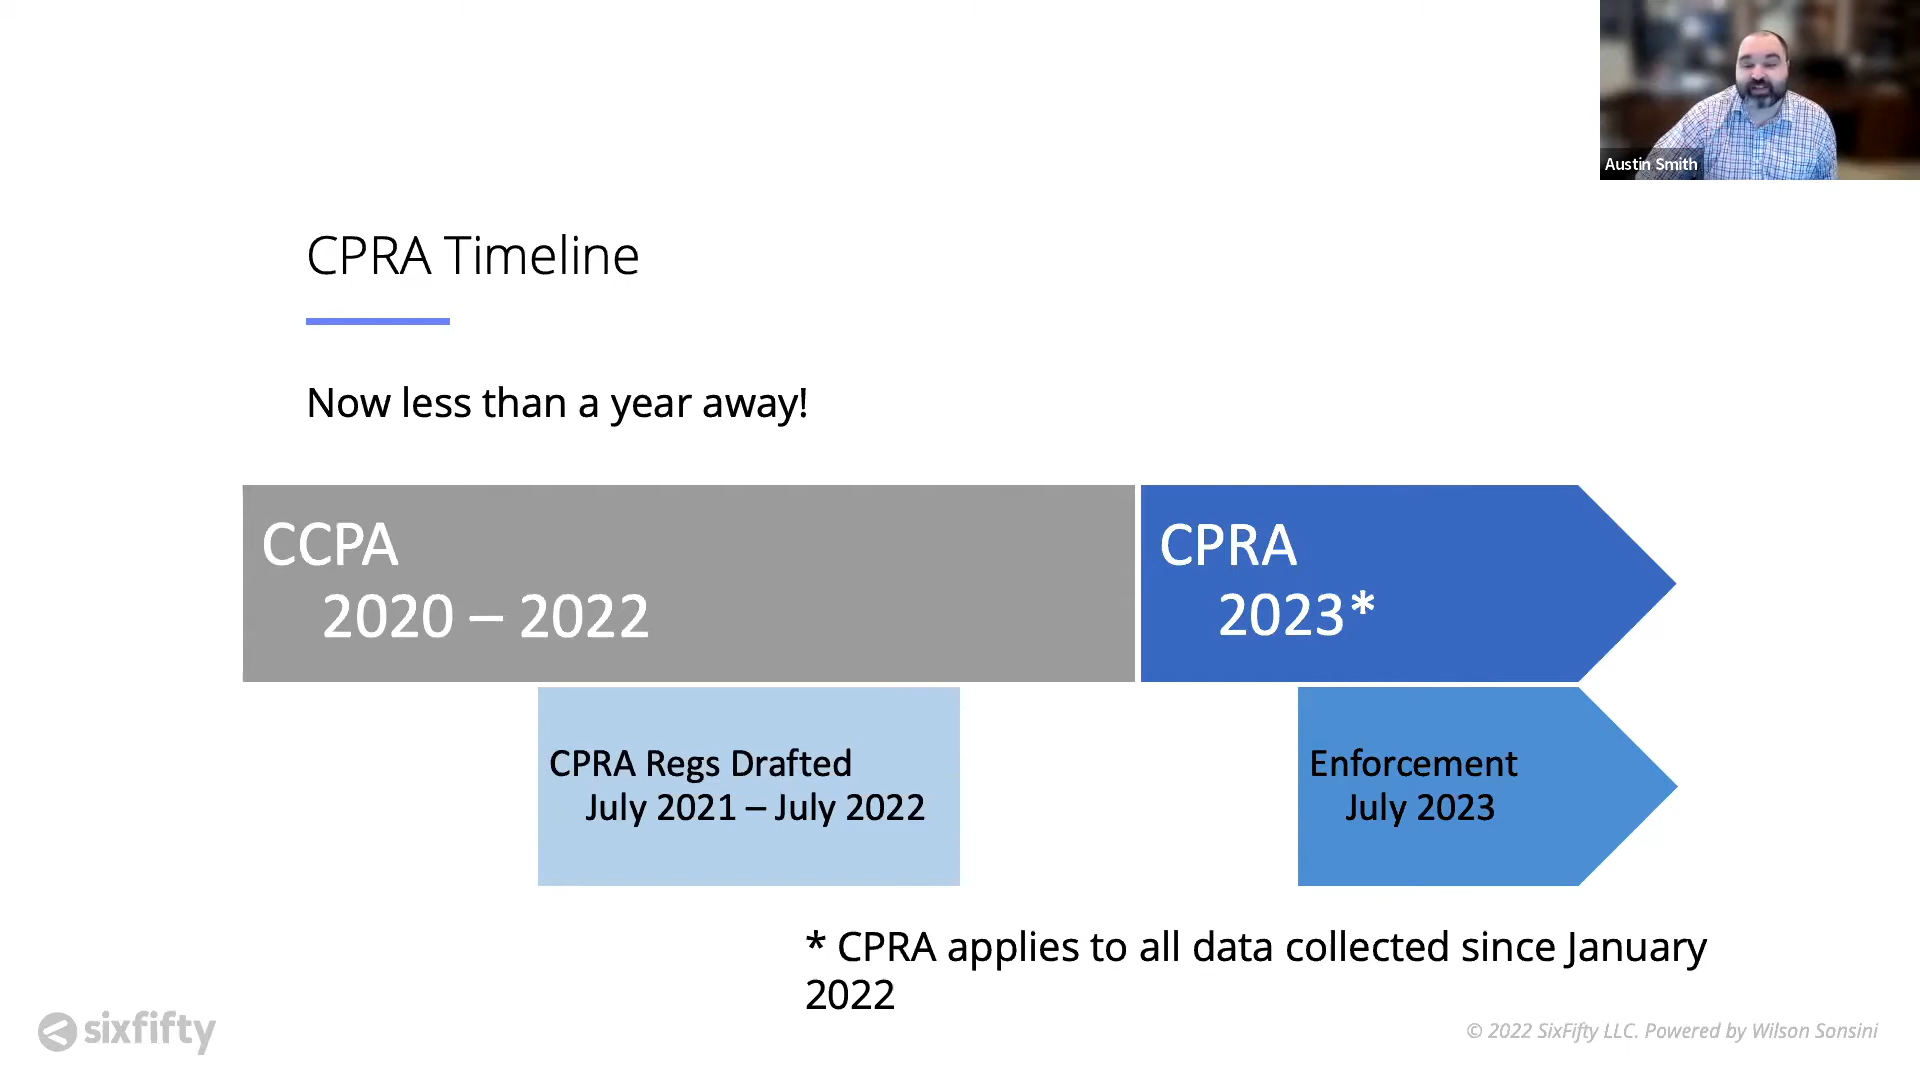 Austin Smith
CPRA Timeline
Now less than a year away!
CCPA
2020 – 2022
CPRA
2023*
CPRA Regs Drafted
July 2021 – July 2022
Enforcement
July 2023
* CPRA applies to all data collected since January
2022
sixfifty
© 2022 SixFifty LLC. Powered by Wilson Sonsini